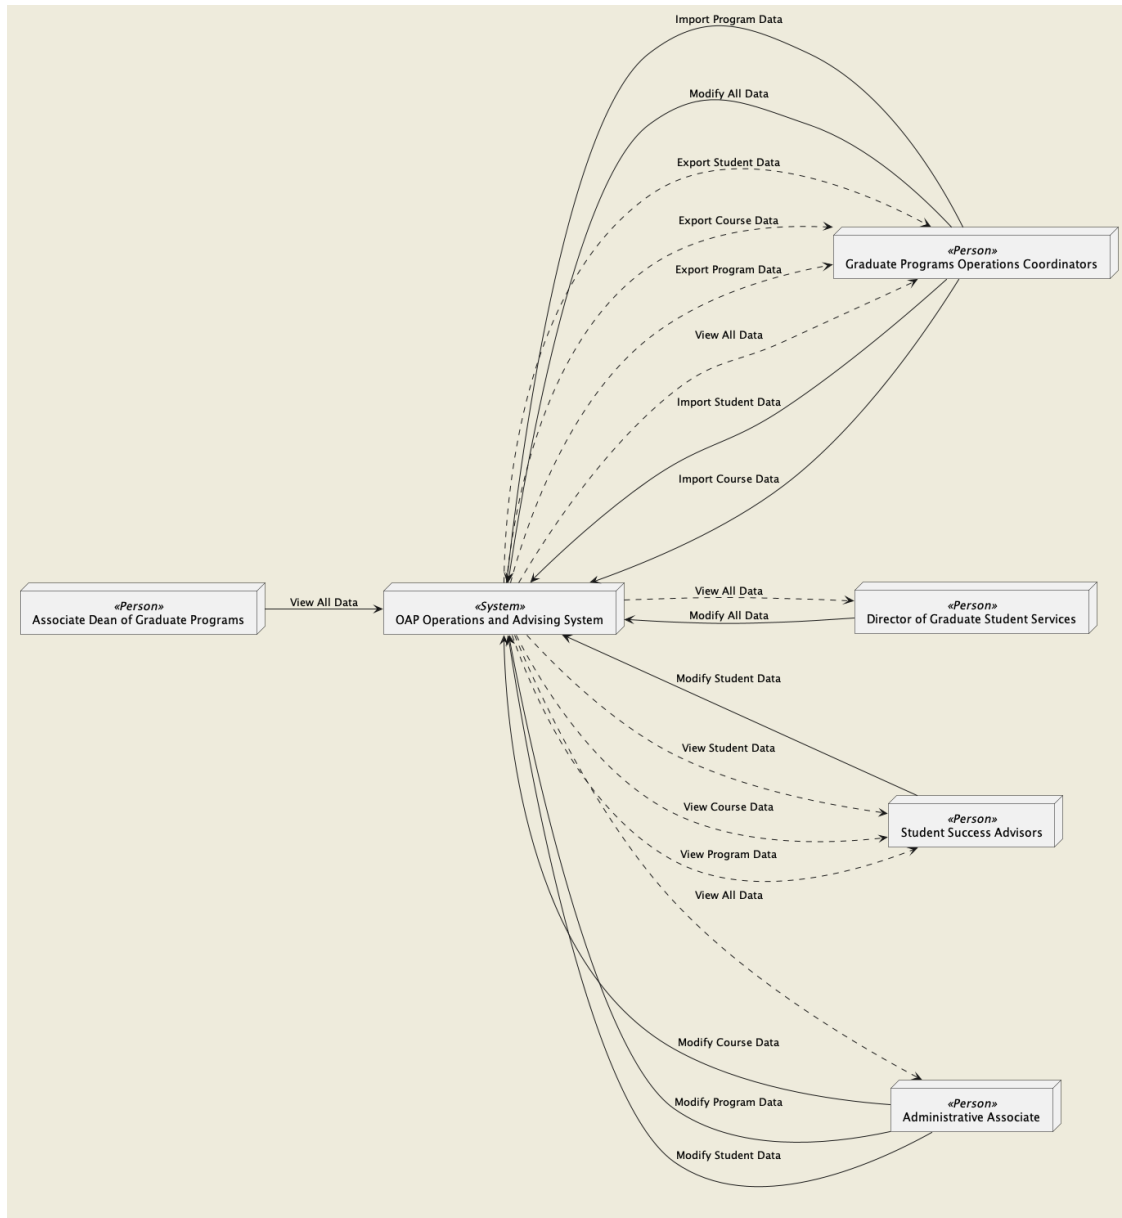 Import Program Data
Modify All Data
Export Student Data
Export Course Data
«Person»
Graduate Programs Operations Coordinators
Export Program Data
View All Data
Import Student Data
Import Course Data
«Person»
Associate Dean of Graduate Programs
View All Data
«System»
OAP Operations and Advising System
View All Data
Modify All Data
«Person»
Director of Graduate Student Services
Modify Student Data
View Student Data
View Course Data
«Person»
Student Success Advisors
View Program Data
View All Data
Modify Course Data
Modify Program Data
«Person»
Administrative Associate
Modify Student Data